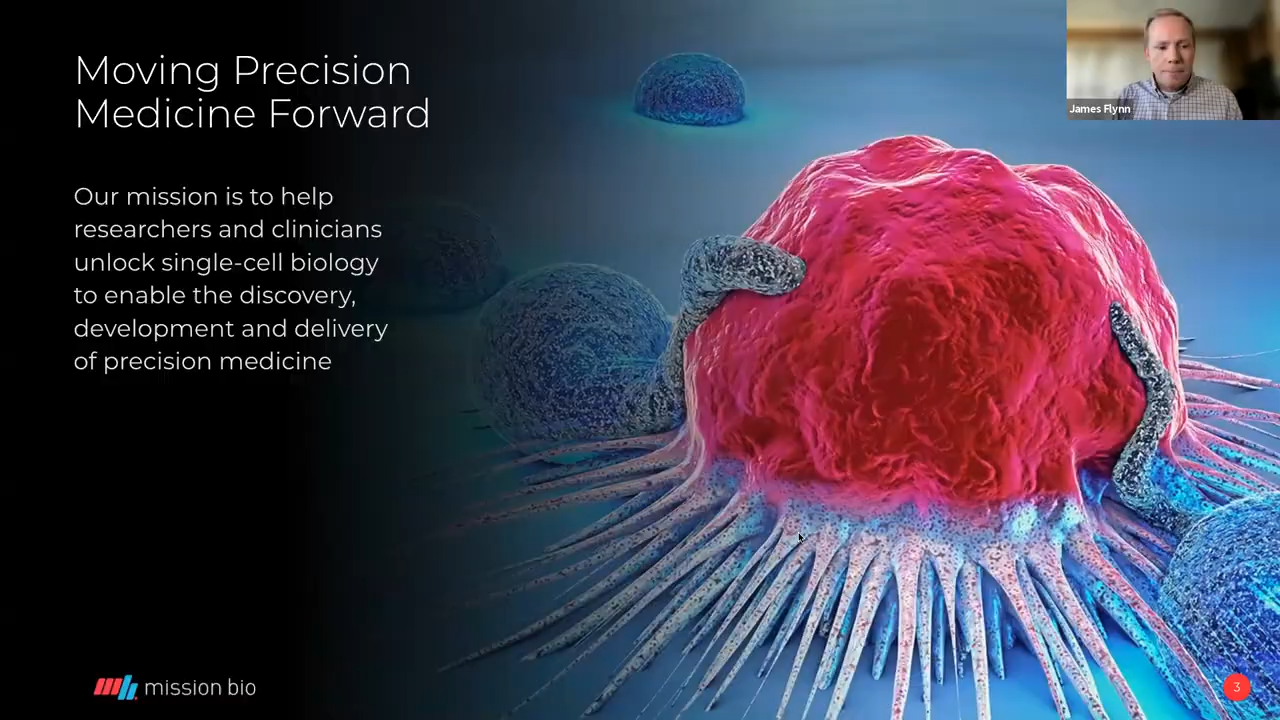 Moving Precision
Medicine Forward
James Flynn
Our mission is to help
researchers and clinicians
unlock single-cell biology
to enable the discovery,
development and delivery
of precision medicine
mission bio
3